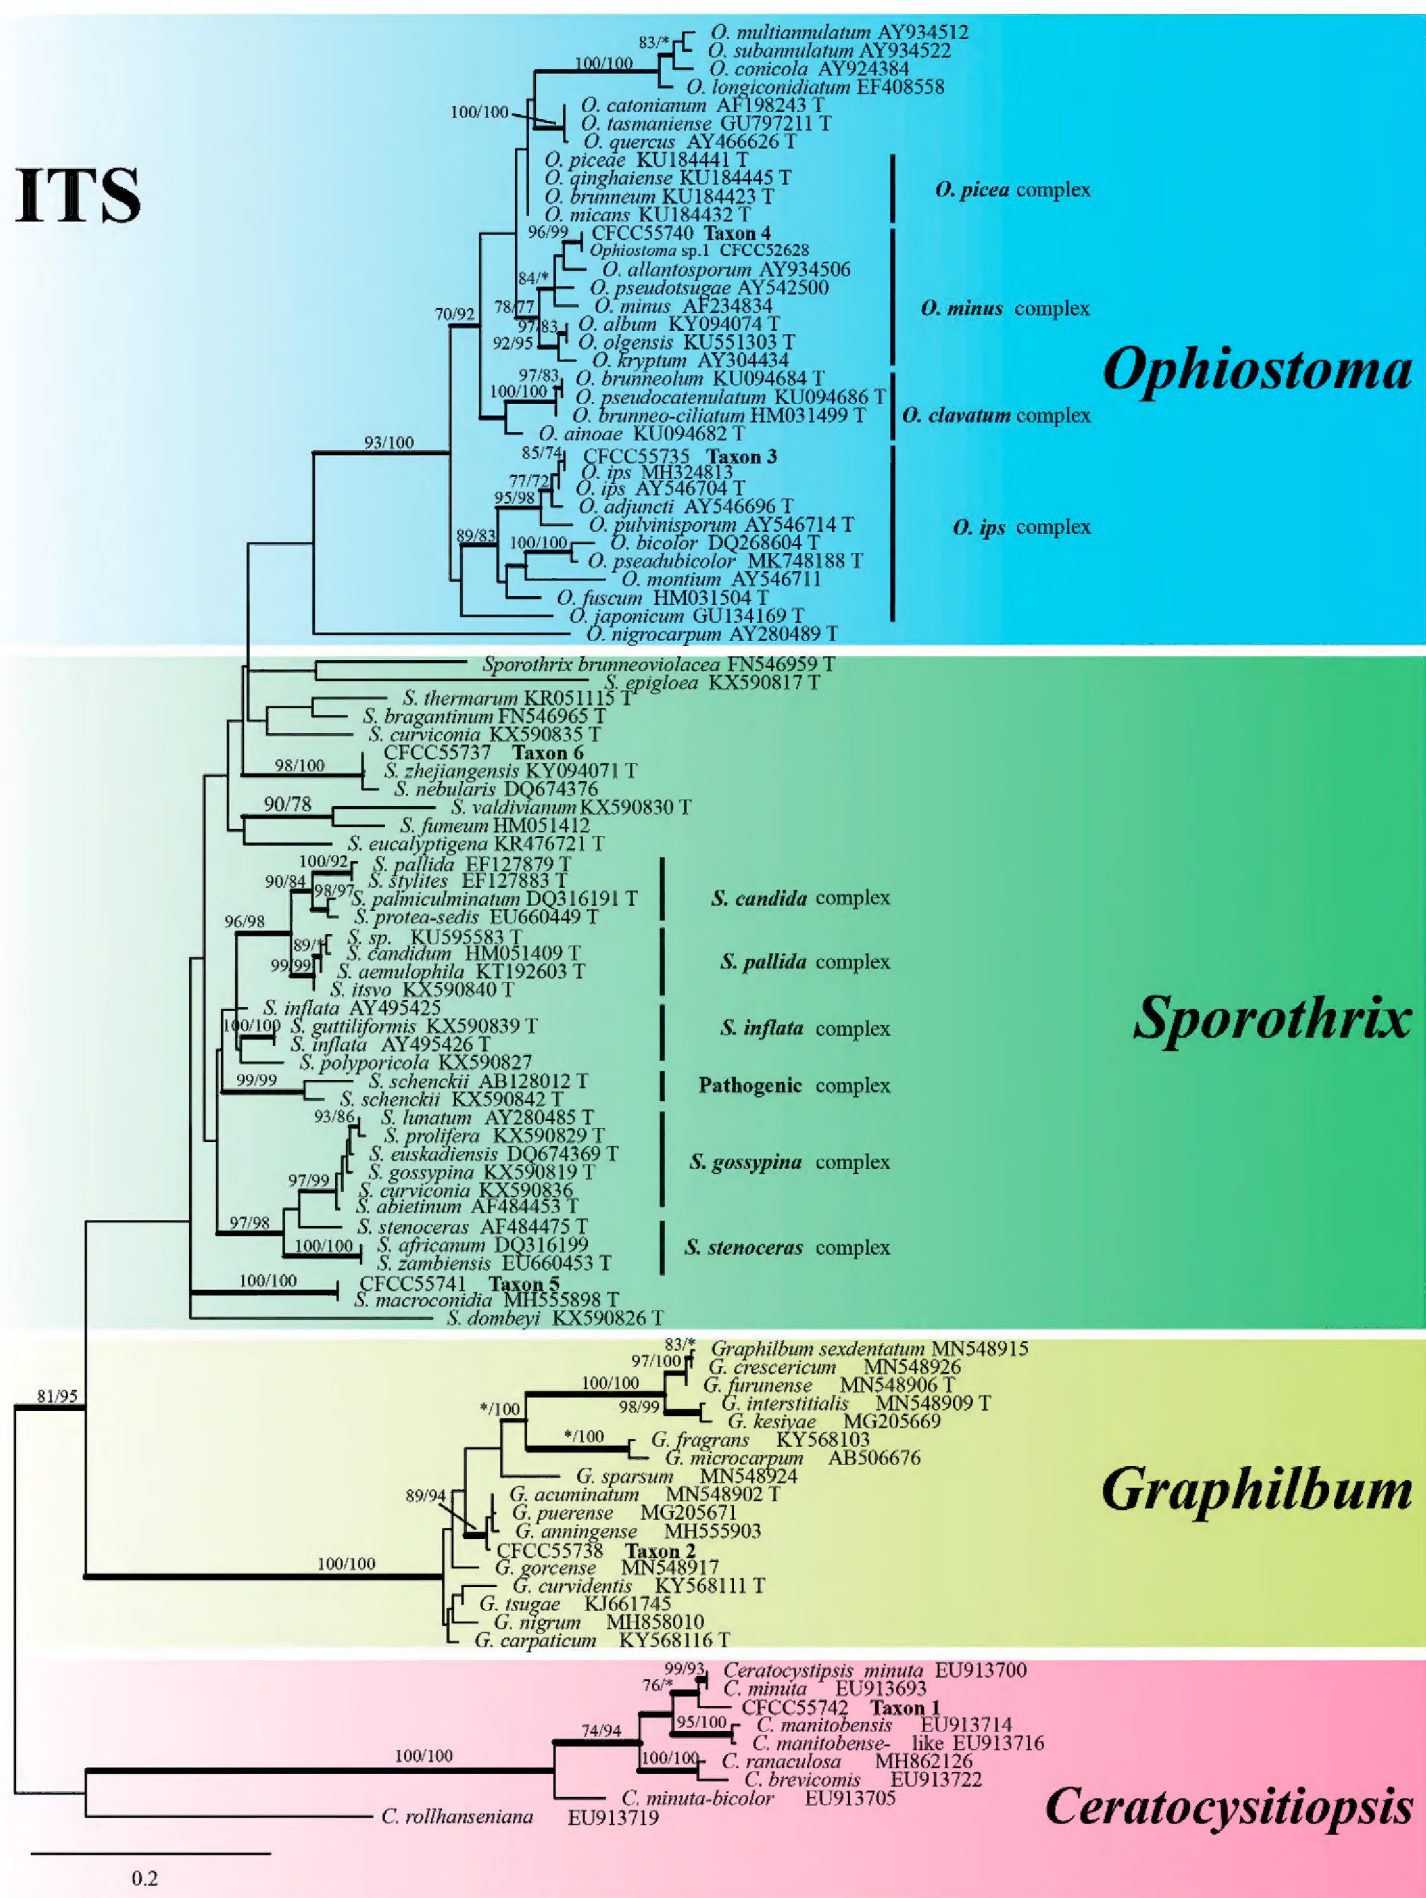 ITS
83/*
O. multiannulatum AY934512
O. subannulatum AY934522
100/100
O. conicola AY924384
O. longiconidiatum EF408558
100/100
O. catonianum AF198243 T
O. tasmaniense GU797211 T
O. quercus AY466626 T
O. piceae KU184441 T
O. qinghaiense KU184445 T
O. brunneum KU184423 T
O. micans KU184432 T
O. picea complex
96/99
CFCC55740 Taxon 4
Ophiostoma sp.1 CFCC52628
O. allantosporum AY934506
84/*
O. pseudotsugae AY542500
78/77
O. minus AF234834
O. minus complex
70/92
97/83
O. album KY094074 T
92/95
O. olgensis KU551303 T
O. kryptum AY304434
Ophiostoma
97/83
O. brunneolum KU094684 T
100/100
O. pseudocatenulatum KU094686 T
O. brunneo-ciliatum HM031499 T
O. clavatum complex
O. ainoae KU094682 T
93/100
85/74
CFCC55735 Taxon 3
O. ips MH324813
77/72
O. ips AY546704 T
95/98
O. adjuncti AY546696 T
O. pulvinisporum AY546714 T
O. ips complex
89/83
100/100
O. bicolor DQ268604 T
O. pseadubicolor MK748188 T
O. montium AY546711
O. fuscum HM031504 T
O. japonicum GU134169 T
O. nigrocarpum AY280489 T
Sporothrix brunneoviolacea FN546959 T
S. epigloea KX590817 T
S. thermarum KR051115 T
S. bragantinum FN546965 T
S. curviconia KX590835 T
CFCC55737 Taxon 6
98/100
S. zhejiangensis KY094071 T
S. nebularis DQ674376
90/78
S. valdivianum KX590830 T
S. fumeum HM051412
S. eucalyptigena KR476721 T
100/92
S. pallida EF127879 T
90/84
S. stylites EF127883 T
98/97
S. palmiculminatum DQ316191 T
S. protea-sedis EU660449 T
S. candida complex
96/98
89/*
S. sp. KU595583 T
S. candidum HM051409 T
99/99
S. aemulophila KT192603 T
S. itsvo KX590840 T
S. pallida complex
S. inflata AY495425
100/100
S. guttiliformis KX590839 T
S. inflata AY495426 T
S. polyporicola KX590827
S. inflata complex
Sporothrix
99/99
S. schenckii AB128012 T
S. schenckii KX590842 T
Pathogenic complex
93/86
S. lunatum AY280485 T
S. prolifera KX590829 T
S. euskadiensis DQ674369 T
S. gossypina KX590819 T
97/99
S. curviconia KX590836
S. abietinum AF484453 T
S. gossypina complex
97/98
S. stenoceras AF484475 T
100/100
S. africanum DQ316199
S. zambiensis EU660453 T
S. stenoceras complex
100/100
CFCC55741 Taxon 5
S. macroconidia MH555898 T
S. dombeyi KX590826 T
83/*
Graphilbum sexdentatum MN548915
97/100
G. crescericum MN548926
100/100
G. furunense MN548906 T
98/99
G. interstitialis MN548909 T
G. kesiyae MG205669
81/95
*/100
*/100
G. fragrans KY568103
G. microcarpum AB506676
G. sparsum MN548924
89/94
G. acuminatum MN548902 T
G. puerense MG205671
G. anningense MH555903
CFCC55738 Taxon 2
Graphilbum
100/100
G. gorcense MN548917
G. curvidentis KY568111 T
G. tsugae KJ661745
G. nigrum MH858010
G. carpaticum KY568116 T
99/93
Ceratocystipsis minuta EU913700
76/*
C. minuta EU913693
CFCC55742 Taxon 1
95/100
C. manitobensis EU913714
74/94
C. manitobense- like EU913716
100/100
100/100
C. ranaculosa MH862126
C. brevicomis EU913722
C. minuta-bicolor EU913705
C. rollhanseniana EU913719
Ceratocysitiopsis
0.2